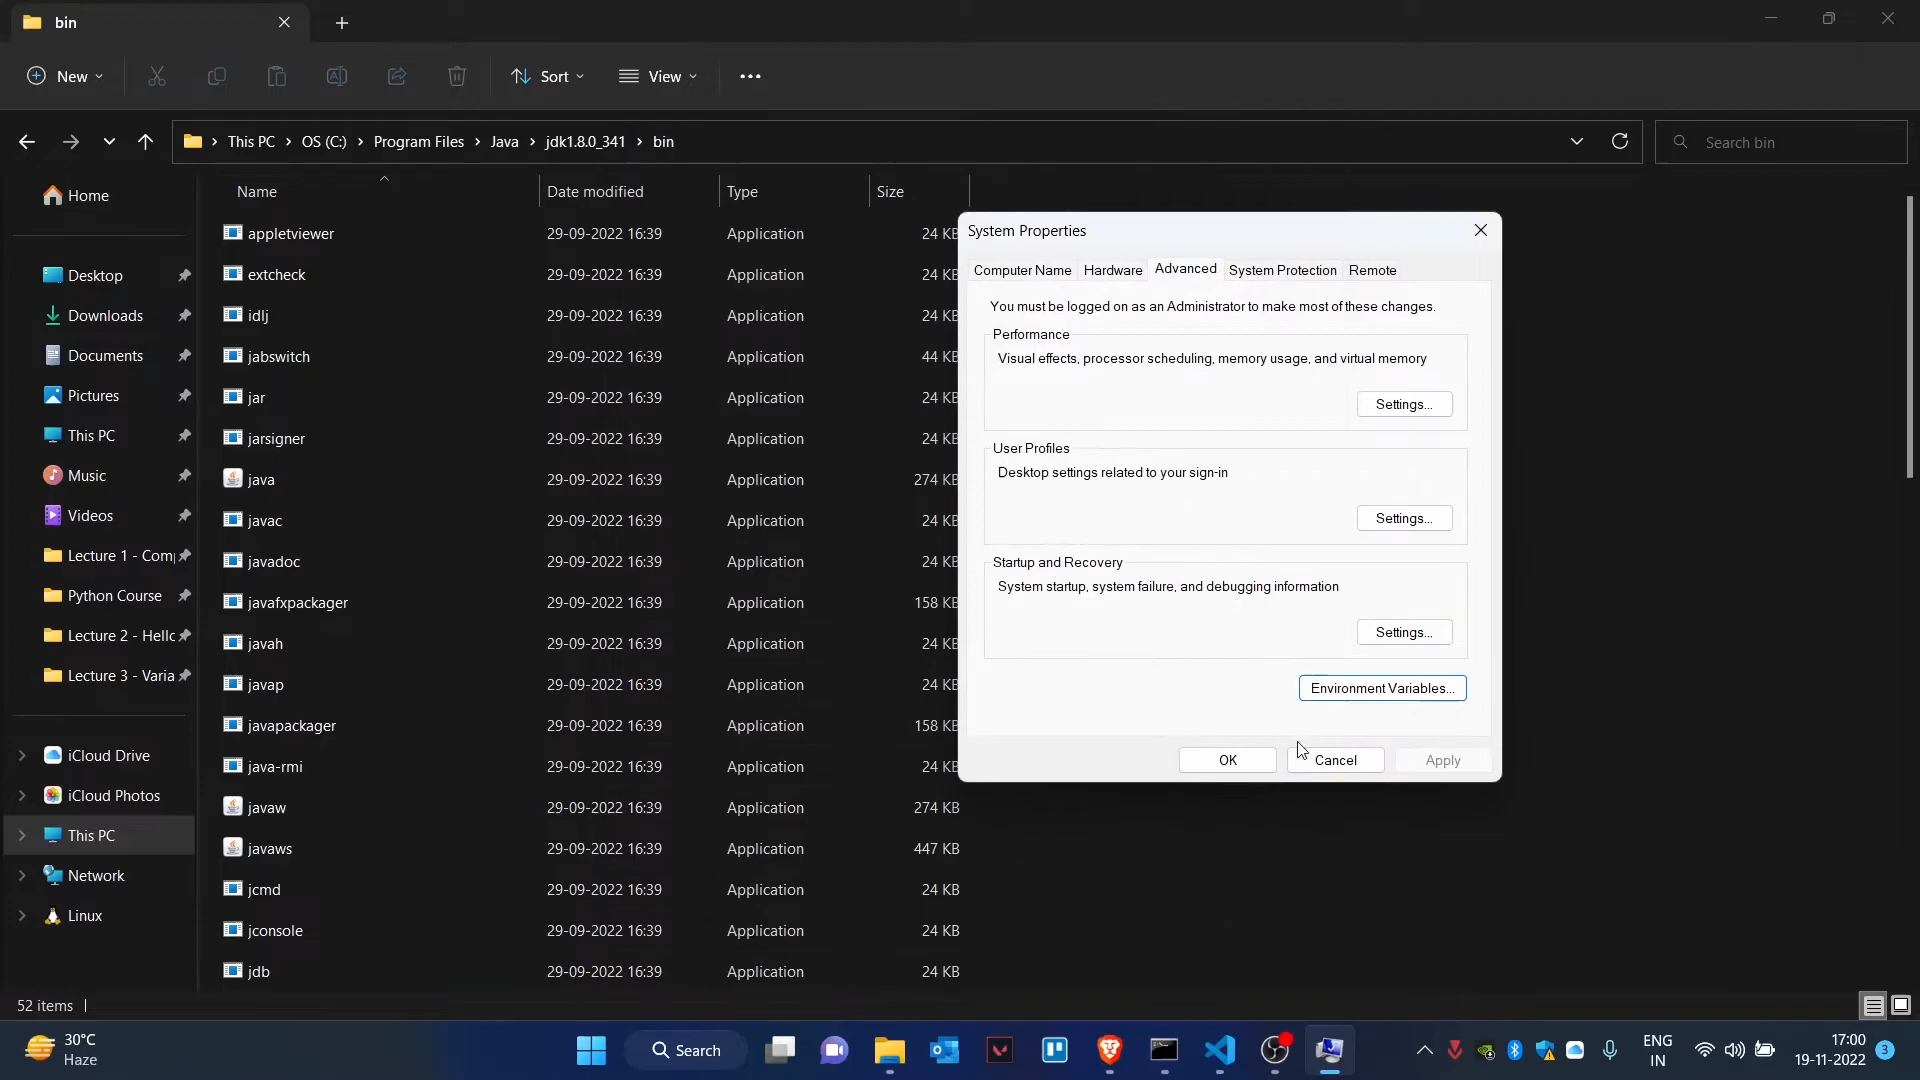 bin
New
Sort
View
This PC > OS (C:) > Program Files > Java > jdk1.8.0_341 > bin
Search bin
Home
Desktop
Downloads
Documents
Pictures
This PC
Music
Videos
Lecture 1 - Com
Python Course
Lecture 2 - Hellc
Lecture 3 - Varia
iCloud Drive
iCloud Photos
This PC
Network
Linux
Name Date modified Type Size
appletviewer 29-09-2022 16:39 Application 24 KB
extcheck 29-09-2022 16:39 Application 24 KB
idlj 29-09-2022 16:39 Application 24 KB
jabswitch 29-09-2022 16:39 Application 44 KB
jar 29-09-2022 16:39 Application 24 KB
jarsigner 29-09-2022 16:39 Application 24 KB
java 29-09-2022 16:39 Application 274 KB
javac 29-09-2022 16:39 Application 24 KB
javadoc 29-09-2022 16:39 Application 24 KB
javafxpackager 29-09-2022 16:39 Application 158 KB
javah 29-09-2022 16:39 Application 24 KB
javap 29-09-2022 16:39 Application 24 KB
javapackager 29-09-2022 16:39 Application 158 KB
java-rmi 29-09-2022 16:39 Application 24 KB
javaw 29-09-2022 16:39 Application 274 KB
javaws 29-09-2022 16:39 Application 447 KB
jcmd 29-09-2022 16:39 Application 24 KB
jconsole 29-09-2022 16:39 Application 24 KB
jdb 29-09-2022 16:39 Application 24 KB
System Properties
Computer Name Hardware Advanced System Protection Remote
You must be logged on as an Administrator to make most of these changes.
Performance
Visual effects, processor scheduling, memory usage, and virtual memory
Settings...
User Profiles
Desktop settings related to your sign-in
Settings...
Startup and Recovery
System startup, system failure, and debugging information
Settings...
Environment Variables...
OK Cancel Apply
52 items
30°C
Haze
Search
ENG
IN
17:00
19-11-2022
3